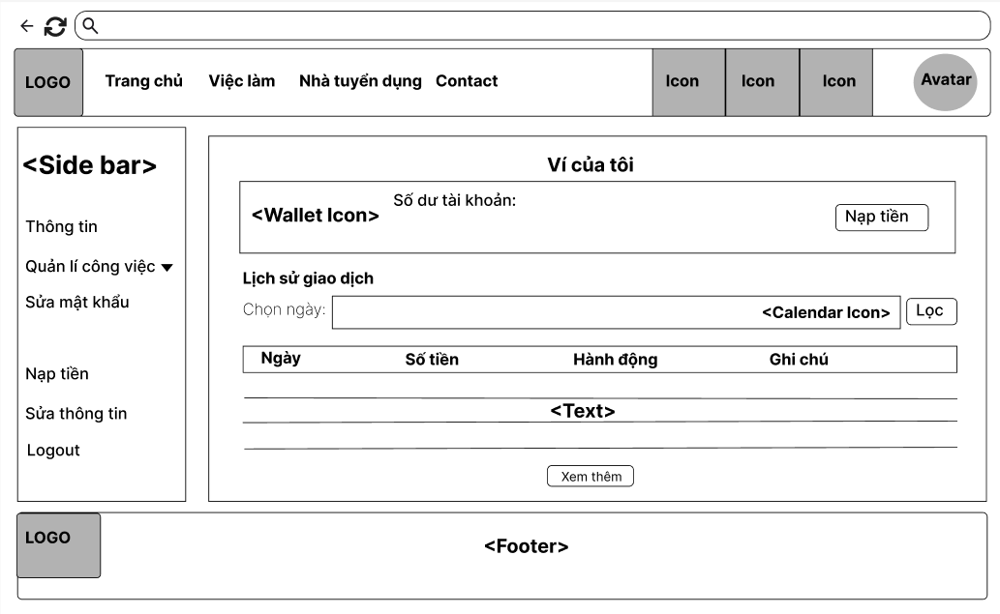 LOGO Trang chủ Việc làm Nhà tuyển dụng Contact Icon Icon Icon Avatar
<Side bar>
Thông tin
Quản lí công việc
Sửa mật khẩu
Nạp tiền
Sửa thông tin
Logout
Ví của tôi
<Wallet Icon> Số dư tài khoản: Nạp tiền
Lịch sử giao dịch
Chọn ngày: <Calendar Icon> Lọc
Ngày Số tiền Hành động Ghi chú
<Text>
Xem thêm
LOGO <Footer>